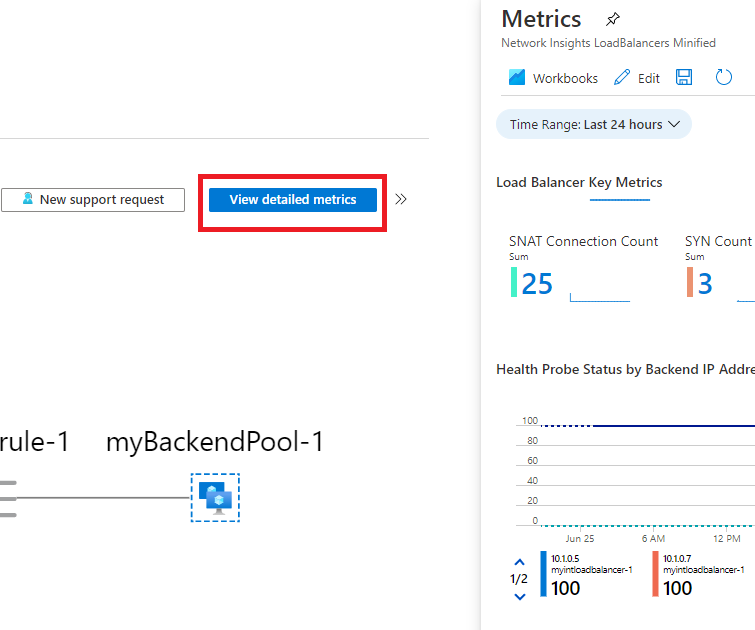 Metrics
Network Insights LoadBalancers Minified
Workbooks Edit
Time Range: Last 24 hours
New support request
View detailed metrics
Load Balancer Key Metrics
SNAT Connection Count
Sum
25
SYN Count
Sum
3
rule-1
myBackendPool-1
Health Probe Status by Backend IP Addre
100
80
60
40
20
0
Jun 25 6 AM 12 PM
1/2
10.1.0.5
myintloadbalancer-1
100
10.1.0.7
myintloadbalancer-1
100